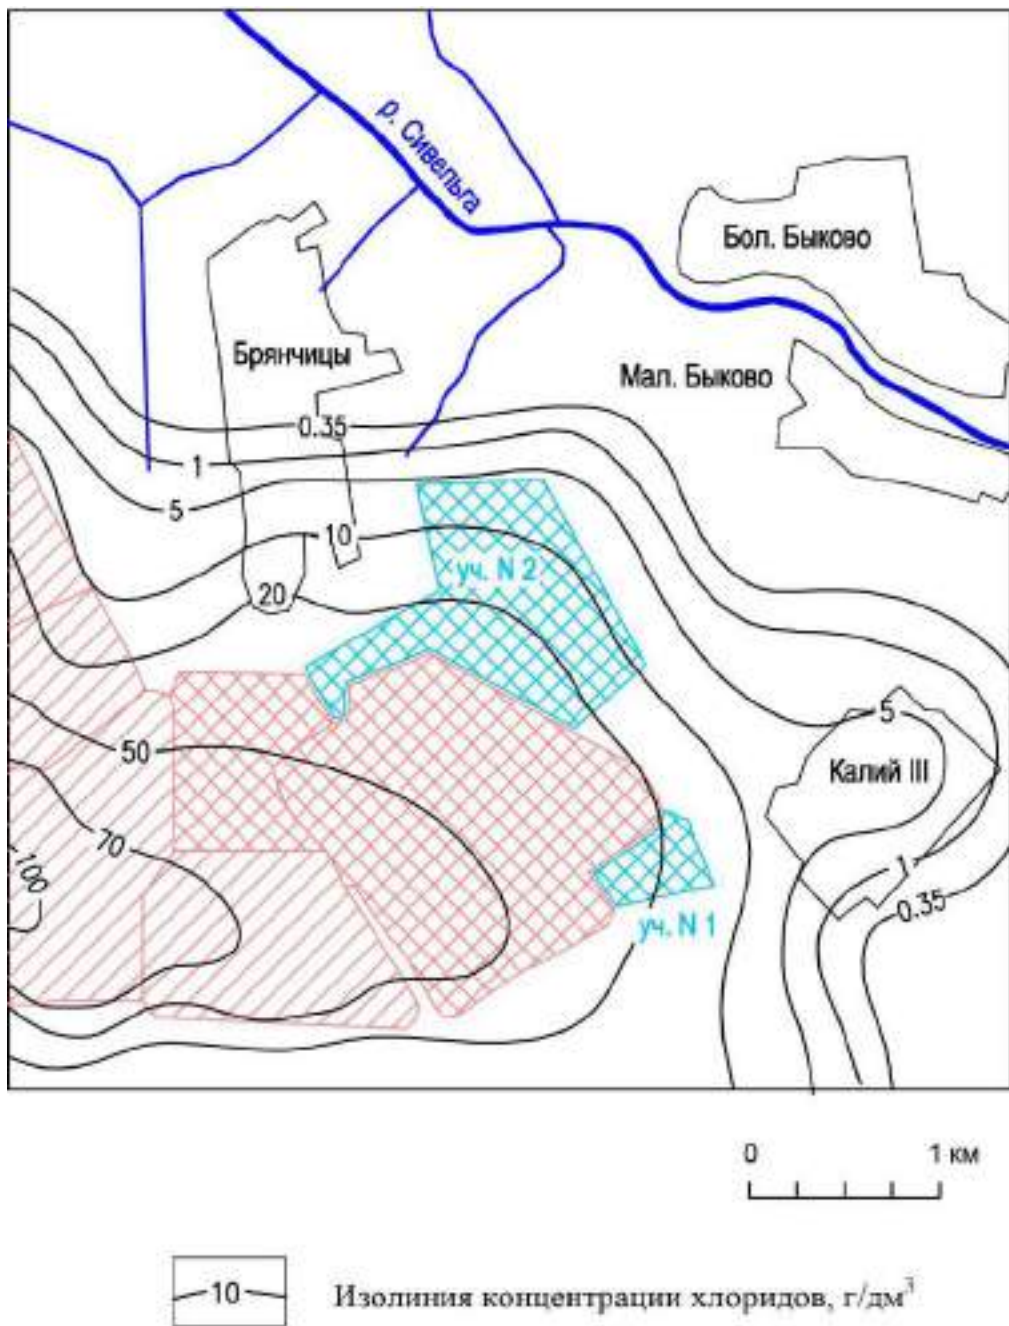 р. Сивельга
Бол. Быково
Брянчицы
Мал. Быково
0.35
1
5
10
уч. N 2
20
5
50
Калий III
70
100
1
0.35
уч. N 1
0 1 км
10 Изолиния концентрации хлоридов, г/дм³